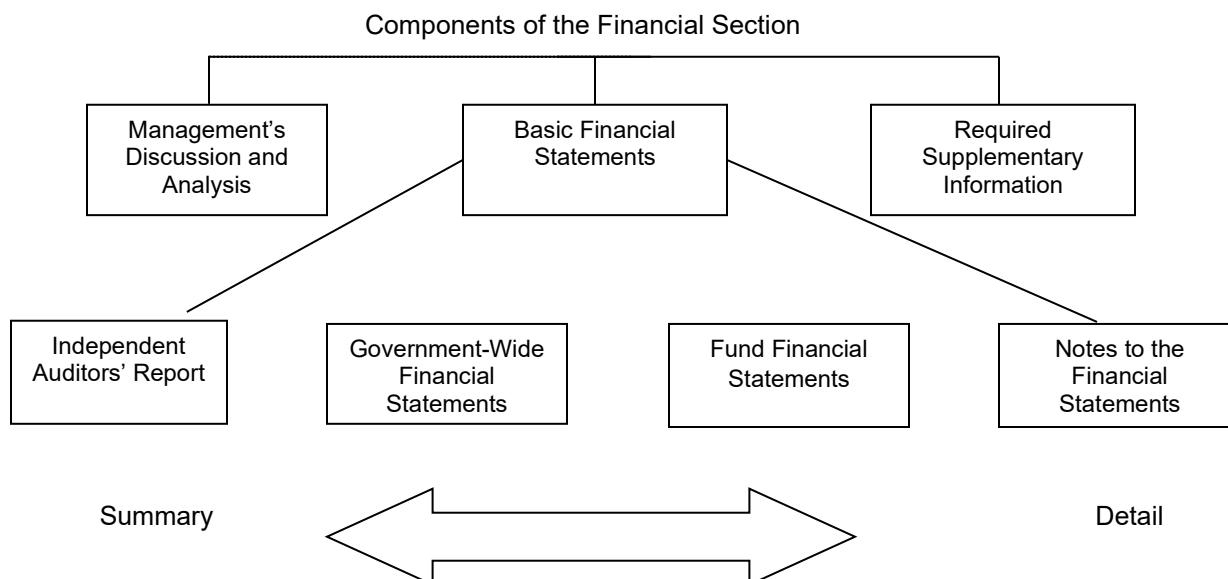 Components of the Financial Section
Management’s
Discussion and
Analysis
Basic Financial
Statements
Required
Supplementary
Information
Independent
Auditors’ Report
Government-Wide
Financial
Statements
Fund Financial
Statements
Notes to the
Financial
Statements
Summary
Detail